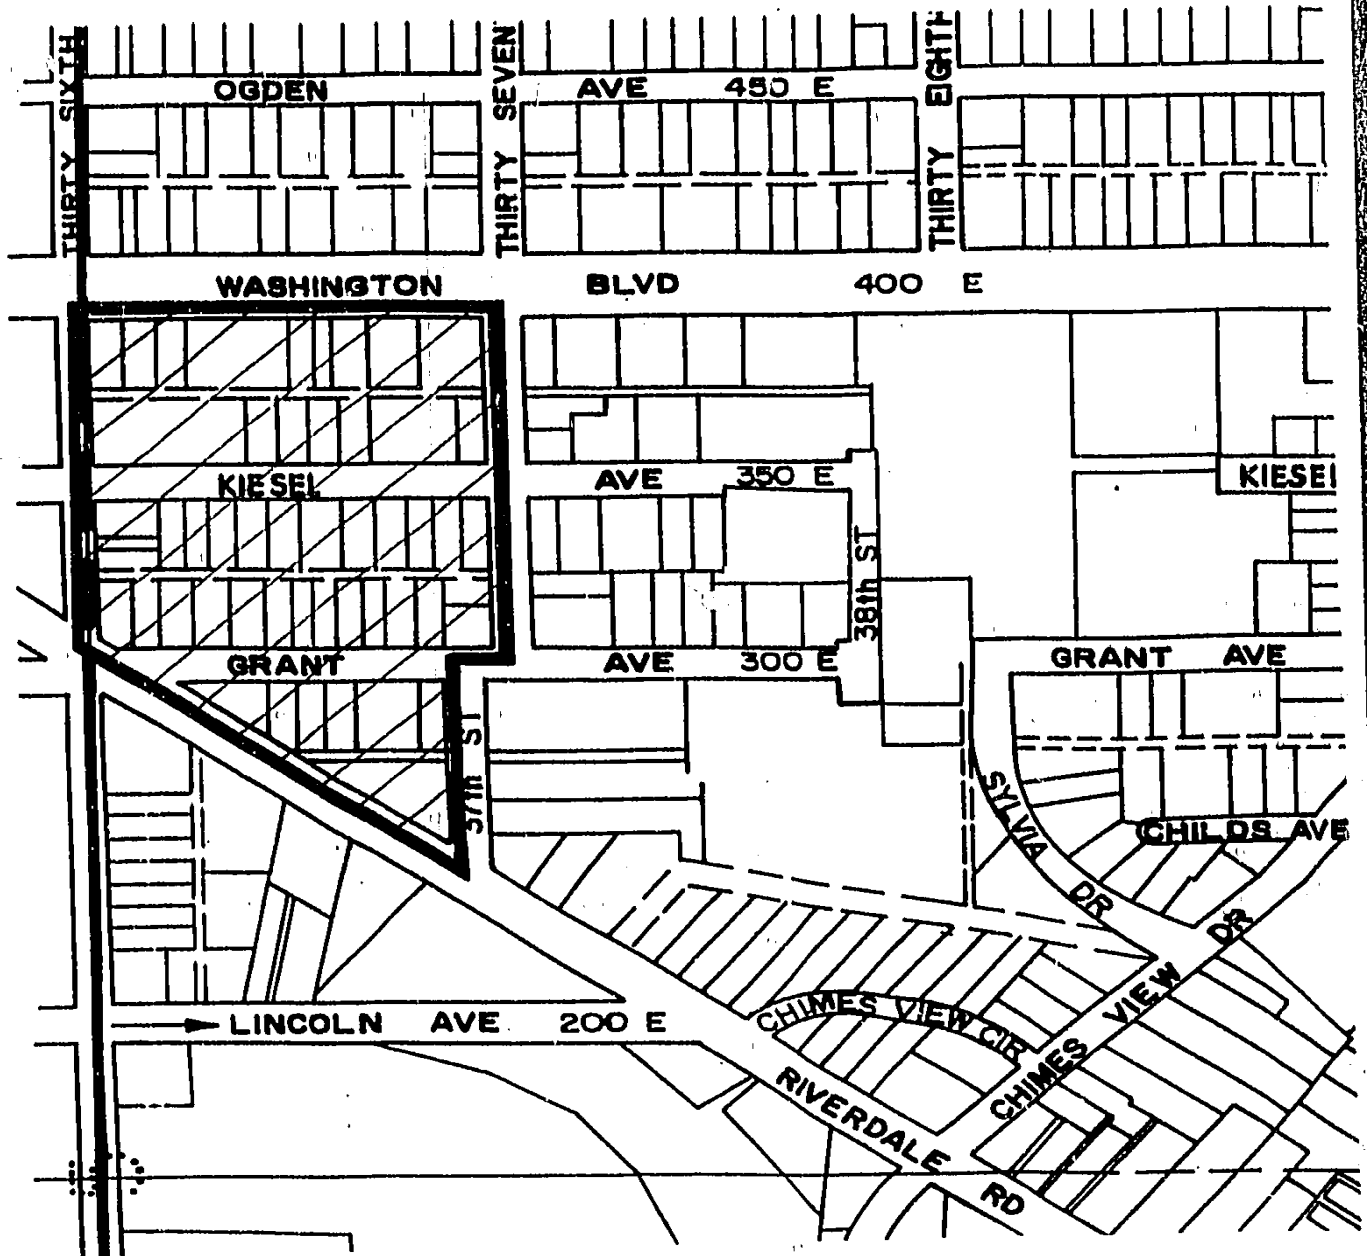 THIRTY SIXTH
THIRTY SEVEN
THIRTY EIGHTH
OGDEN AVE 450 E
WASHINGTON BLVD 400 E
KIESEL AVE 350 E
KIESEL
38th ST
GRANT AVE 300 E
GRANT AVE
37th ST
SYLVIA DR
CHILDS AVE
CHIMES VIEW DR
CHIMES VIEW CIR
LINCOLN AVE 200 E
RIVERDALE RD